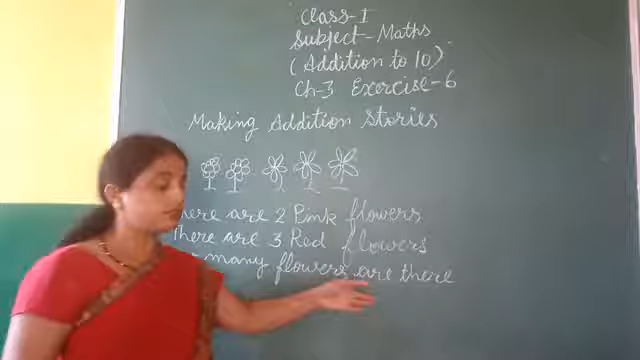 Class-I
Subject-Maths
(Addition to 10)
Ch-3 Exercise-6
Making Addition Stories
here are 2 Pink flowers
There are 3 Red flowers
many flowers are there